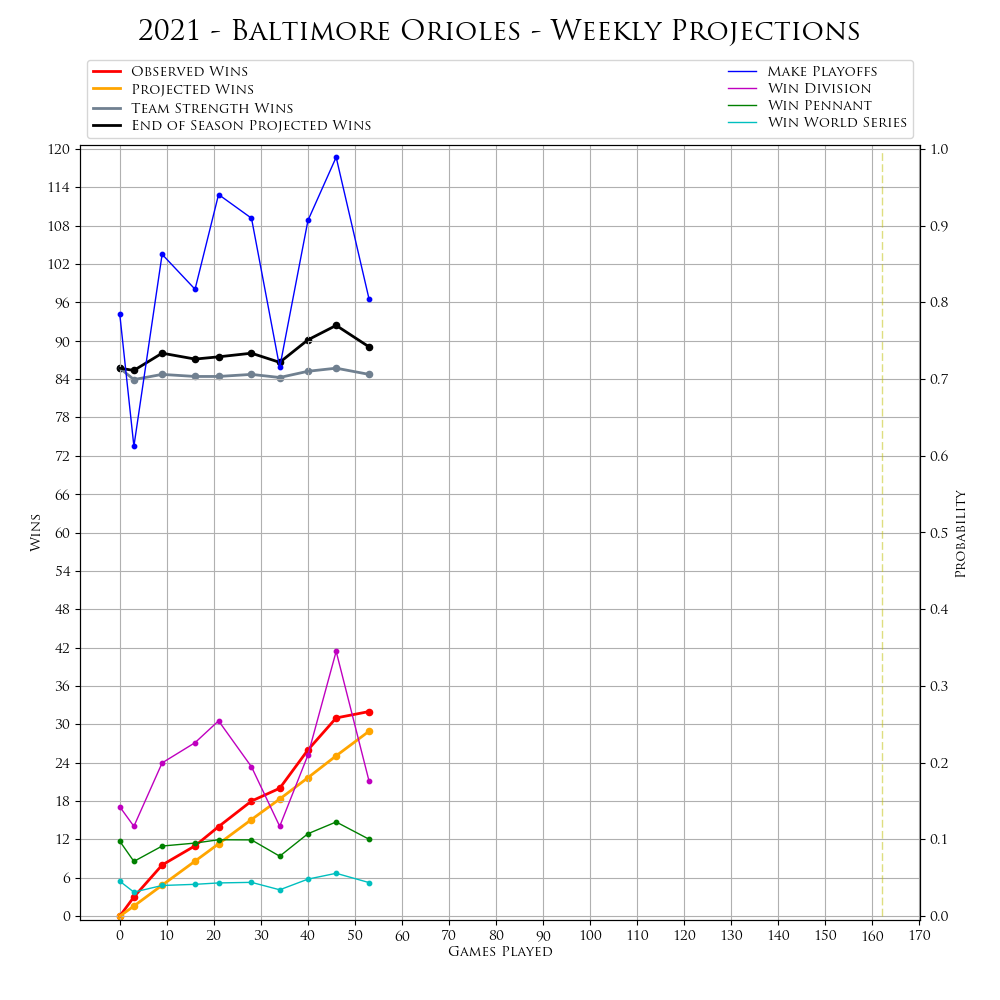 2021 - Baltimore Orioles - Weekly Projections
Observed Wins
Projected Wins
Team Strength Wins
End of Season Projected Wins
Make Playoffs
Win Division
Win Pennant
Win World Series
120
114
108
102
96
90
84
78
72
66
60
54
48
42
36
30
24
18
12
6
0
Wins
1.0
0.9
0.8
0.7
0.6
0.5
0.4
0.3
0.2
0.1
0.0
Probability
0 10 20 30 40 50 60 70 80 90 100 110 120 130 140 150 160 170
Games Played